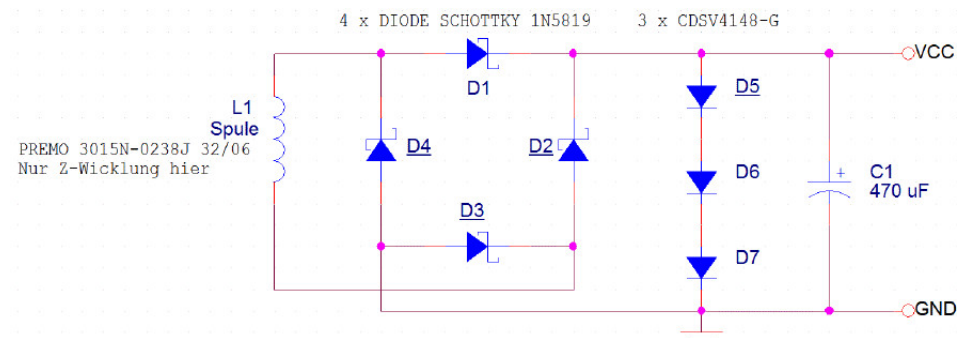 4 x DIODE SCHOTTKY 1N5819
3 x CDSV4148-G
VCC
D1
D5
L1
Spule
PREMO 3015N-0238J 32/06
Nur Z-Wicklung hier
D4
D2
D6
+
C1
470 uF
D3
D7
GND